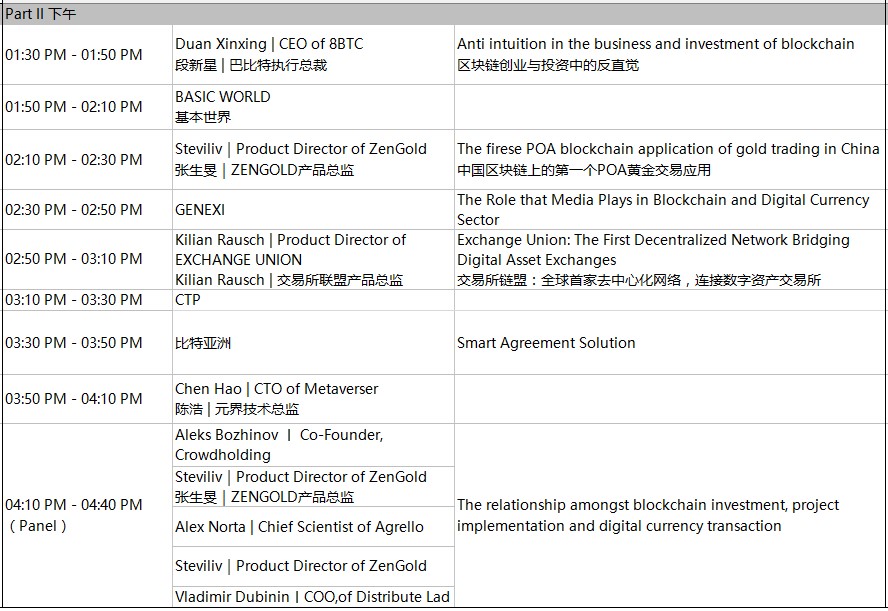 Part II 下午
01:30 PM - 01:50 PM
Duan Xinxing | CEO of 8BTC
段新星 | 巴比特执行总裁
Anti intuition in the business and investment of blockchain
区块链创业与投资中的反直觉
01:50 PM - 02:10 PM
BASIC WORLD
基本世界
02:10 PM - 02:30 PM
Steviliv | Product Director of ZenGold
张生旻 | ZENGOLD产品总监
The firese POA blockchain application of gold trading in China
中国区块链上的第一个POA黄金交易应用
02:30 PM - 02:50 PM
GENEXI
The Role that Media Plays in Blockchain and Digital Currency
Sector
02:50 PM - 03:10 PM
Kilian Rausch | Product Director of
EXCHANGE UNION
Kilian Rausch | 交易所联盟产品总监
Exchange Union: The First Decentralized Network Bridging
Digital Asset Exchanges
交易所链盟：全球首家去中心化网络，连接数字资产交易所
03:10 PM - 03:30 PM
CTP
03:30 PM - 03:50 PM
比特亚洲
Smart Agreement Solution
03:50 PM - 04:10 PM
Chen Hao | CTO of Metaverser
陈浩 | 元界技术总监
04:10 PM - 04:40 PM
（Panel）
Aleks Bozhinov | Co-Founder,
Crowdholding
Steviliv | Product Director of ZenGold
张生旻 | ZENGOLD产品总监
Alex Norta | Chief Scientist of Agrello
Steviliv | Product Director of ZenGold
Vladimir Dubinin | COO,of Distribute Lad
The relationship amongst blockchain investment, project
implementation and digital currency transaction